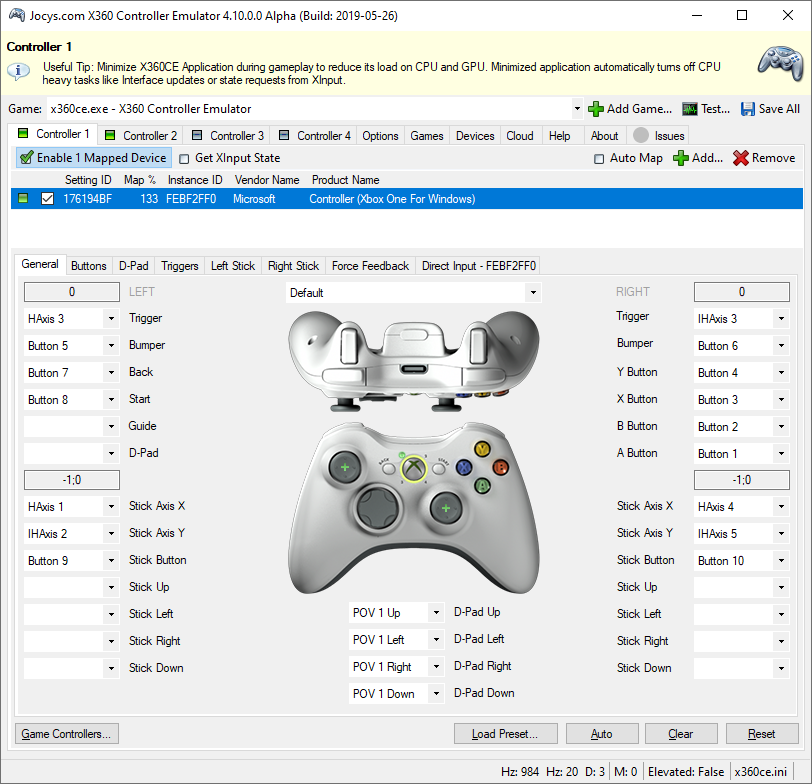 Jocys.com X360 Controller Emulator 4.10.0.0 Alpha (Build: 2019-05-26)
Controller 1
Useful Tip: Minimize X360CE Application during gameplay to reduce its load on CPU and GPU. Minimized application automatically turns off CPU
heavy tasks like Interface updates or state requests from XInput.
Game: x360ce.exe - X360 Controller Emulator Add Game... Test... Save All
Controller 1 Controller 2 Controller 3 Controller 4 Options Games Devices Cloud Help About Issues
Enable 1 Mapped Device Get XInput State Auto Map Add... Remove
Setting ID Map % Instance ID Vendor Name Product Name
176194BF 133 FEBF2FF0 Microsoft Controller (Xbox One For Windows)
General Buttons D-Pad Triggers Left Stick Right Stick Force Feedback Direct Input - FEBF2FF0
0 LEFT Default RIGHT 0
HAxis 3 Trigger Trigger IHAxis 3
Button 5 Bumper Bumper Button 6
Button 7 Back Y Button Button 4
Button 8 Start X Button Button 3
Guide B Button Button 2
D-Pad A Button Button 1
BACK START
Y
X B
A
-1;0 -1;0
HAxis 1 Stick Axis X Stick Axis X HAxis 4
IHAxis 2 Stick Axis Y Stick Axis Y IHAxis 5
Button 9 Stick Button Stick Button Button 10
Stick Up Stick Up
Stick Left Stick Left
Stick Right Stick Right
Stick Down Stick Down
POV 1 Up D-Pad Up
POV 1 Left D-Pad Left
POV 1 Right D-Pad Right
POV 1 Down D-Pad Down
Game Controllers... Load Preset... Auto Clear Reset
Hz: 984 Hz: 20 D: 3 M: 0 Elevated: False x360ce.ini